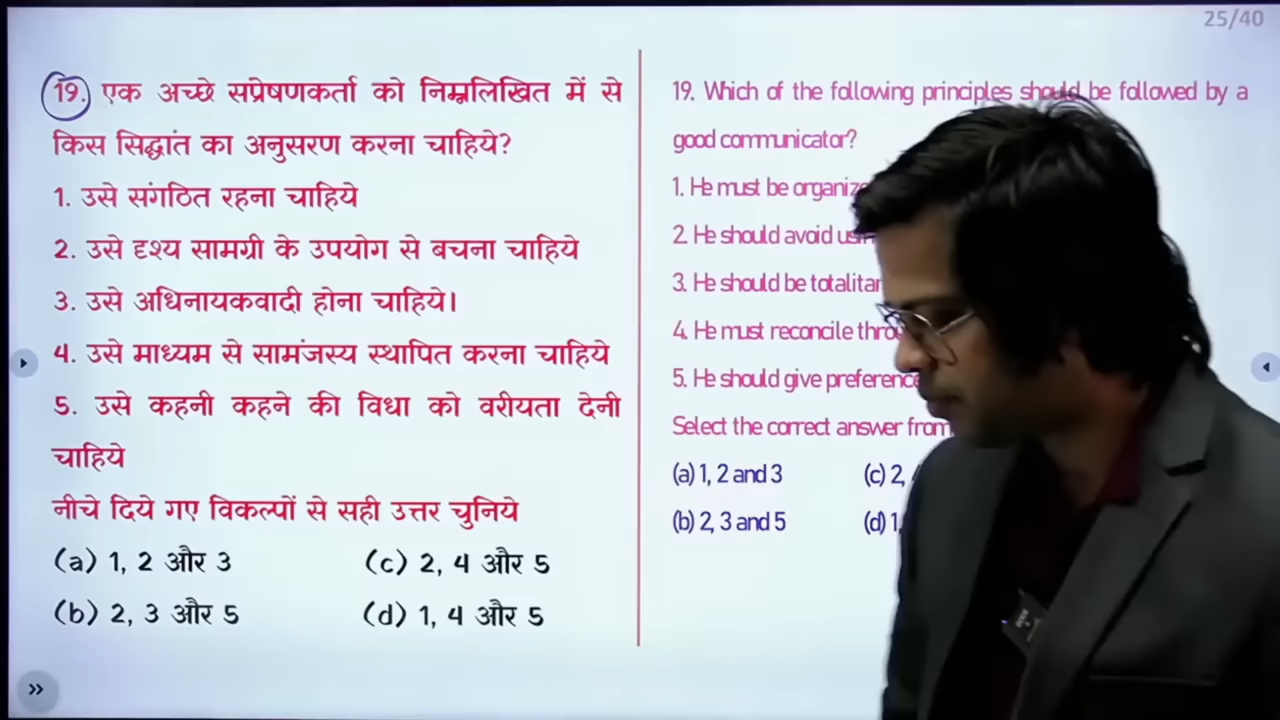 25/40
19. एक अच्छे संप्रेषणकर्ता को निम्नलिखित में से
किस सिद्धांत का अनुसरण करना चाहिये?
1. उसे संगठित रहना चाहिये
2. उसे दृश्य सामग्री के उपयोग से बचना चाहिये
3. उसे अधिनायकवादी होना चाहिये।
4. उसे माध्यम से सामंजस्य स्थापित करना चाहिये
5. उसे कहनी कहने की विधा को वरीयता देनी
चाहिये
नीचे दिये गए विकल्पों से सही उत्तर चुनिये
(a) 1, 2 और 3 (c) 2, 4 और 5
(b) 2, 3 और 5 (d) 1, 4 और 5
19. Which of the following principles should be followed by a
good communicator?
1. He must be
2. He should avoid
3. He should be
4. He must reconcile
5. He should give preference
Select the correct answer from
(a) 1, 2 and 3 (c) 2,
(b) 2, 3 and 5 (d) 1,